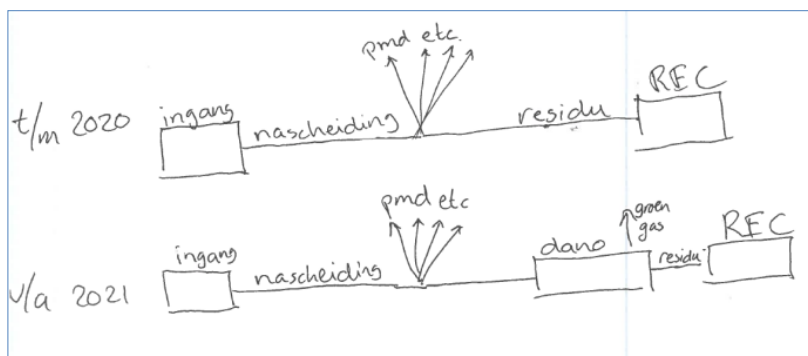 pmd etc.
t/m 2020 ingang nascheiding residu REC
pmd etc
v/a 2021 ingang nascheiding dano groen gas residu REC